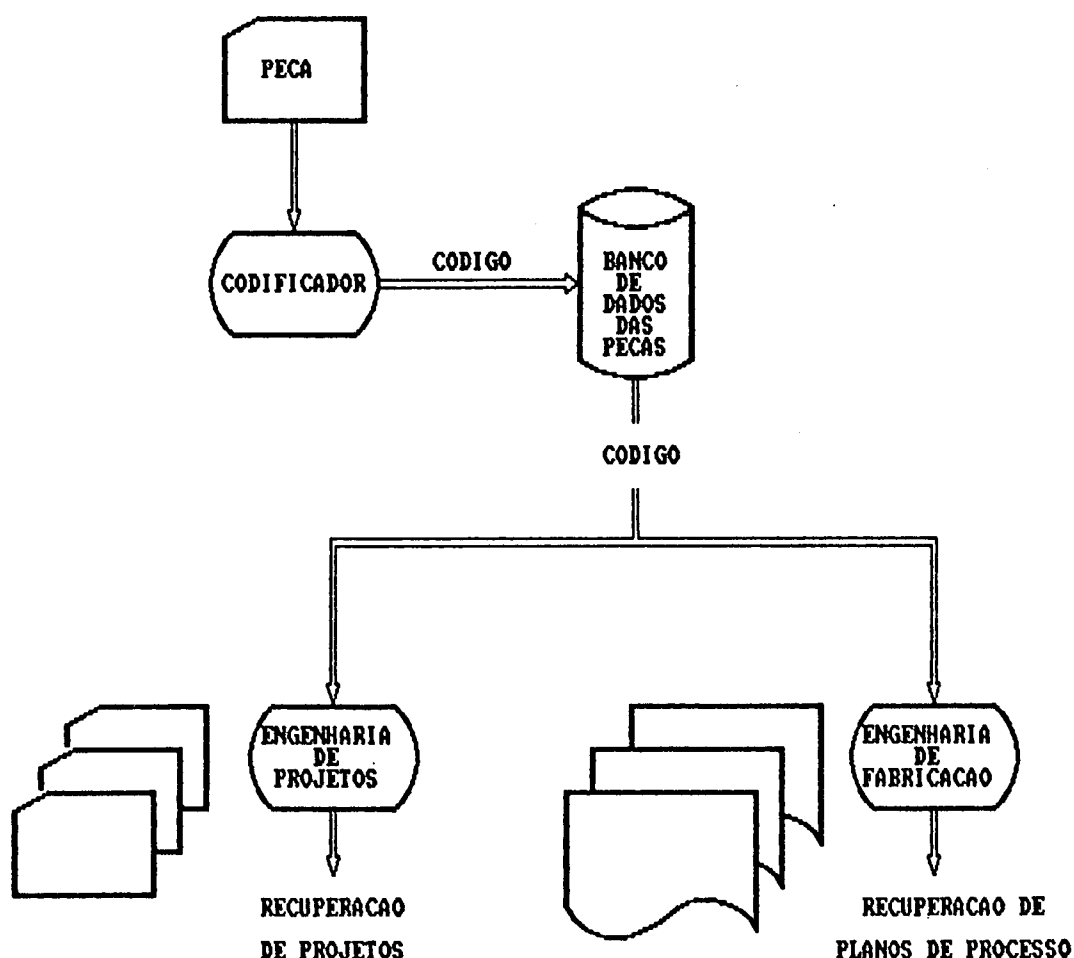 PECA
CODIFICADOR
CODIGO
BANCO
DE
DADOS
DAS
PECAS
CODIGO
ENGENHARIA
DE
PROJETOS
ENGENHARIA
DE
FABRICACAO
RECUPERACAO
DE PROJETOS
RECUPERACAO DE
PLANOS DE PROCESSO